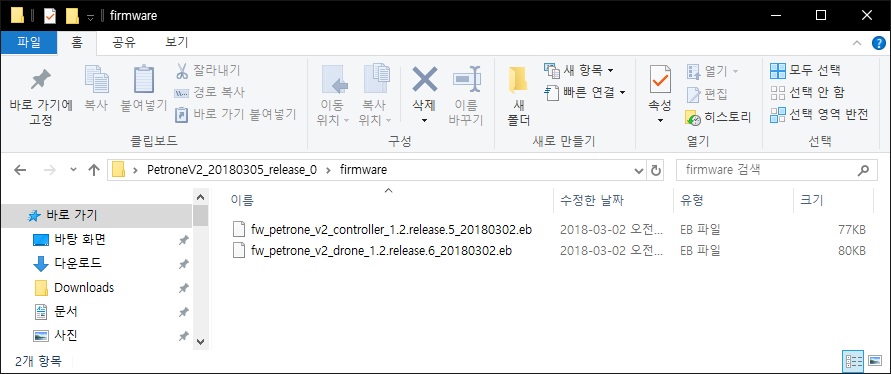 firmware
파일 홈 공유 보기
바로 가기에 고정
복사
붙여넣기
잘라내기
경로 복사
바로 가기 붙여넣기
클립보드
이동 위치
복사 위치
삭제
이름 바꾸기
구성
새 폴더
새 항목
빠른 연결
새로 만들기
속성
열기
편집
히스토리
열기
모두 선택
선택 안 함
선택 영역 반전
선택
PetroneV2_20180305_release_0 > firmware
firmware 검색
이름 수정한 날짜 유형 크기
바로 가기
바탕 화면
다운로드
Downloads
문서
사진
fw_petrone_v2_controller_1.2.release.5_20180302.eb 2018-03-02 오전... EB 파일 77KB
fw_petrone_v2_drone_1.2.release.6_20180302.eb 2018-03-02 오전... EB 파일 80KB
2개 항목